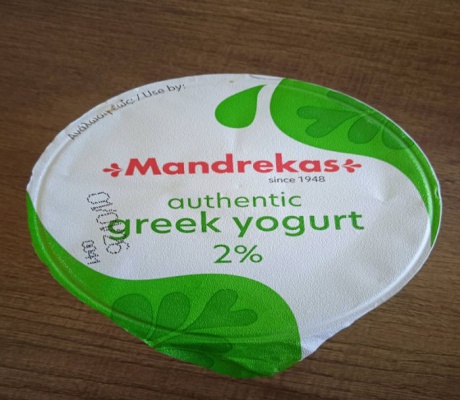 Mandrekas
since 1948
authentic
greek yogurt
2%
/ Use by: